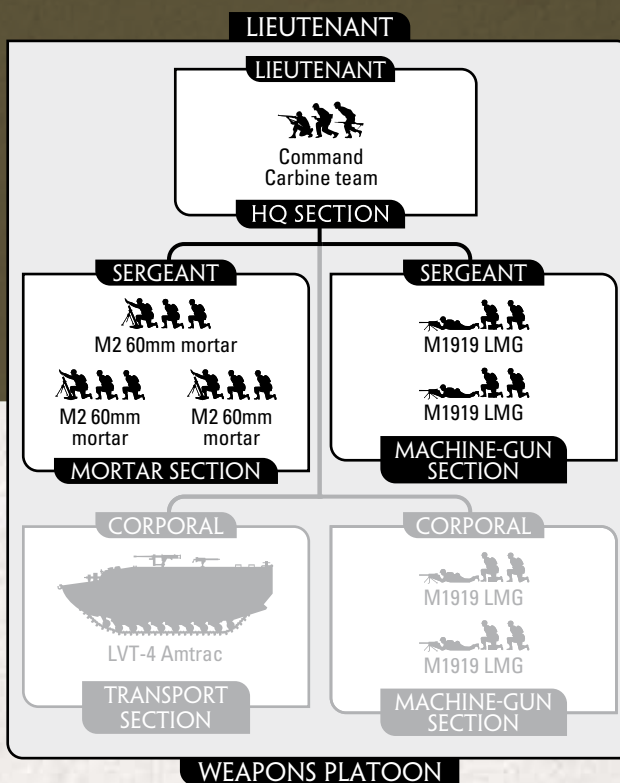 LIEUTENANT
LIEUTENANT
Command
Carbine team
HQ SECTION
SERGEANT
M2 60mm mortar
M2 60mm
mortar
M2 60mm
mortar
MORTAR SECTION
SERGEANT
M1919 LMG
M1919 LMG
MACHINE-GUN
SECTION
CORPORAL
LVT-4 Amtrac
TRANSPORT
SECTION
CORPORAL
M1919 LMG
M1919 LMG
MACHINE-GUN
SECTION
WEAPONS PLATOON